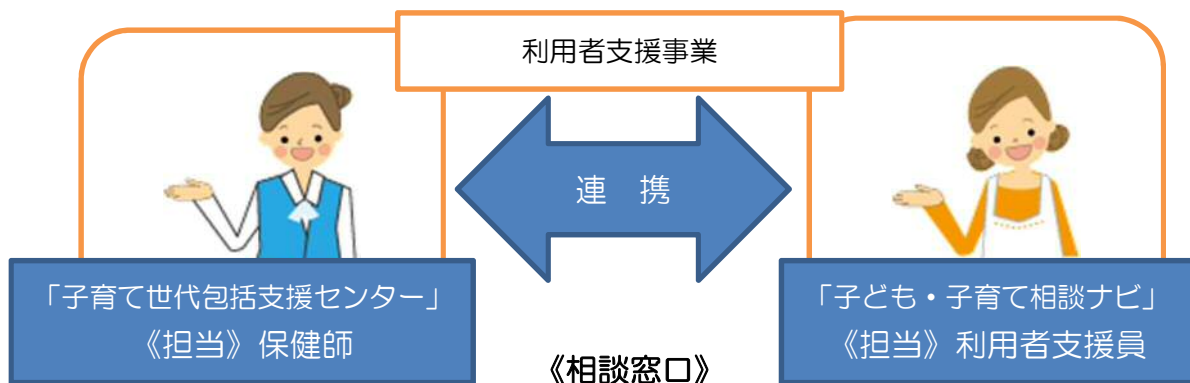 利用者支援事業
連 携
「子育て世代包括支援センター」
《担当》保健師
「子ども・子育て相談ナビ」
《担当》利用者支援員
《相談窓口》